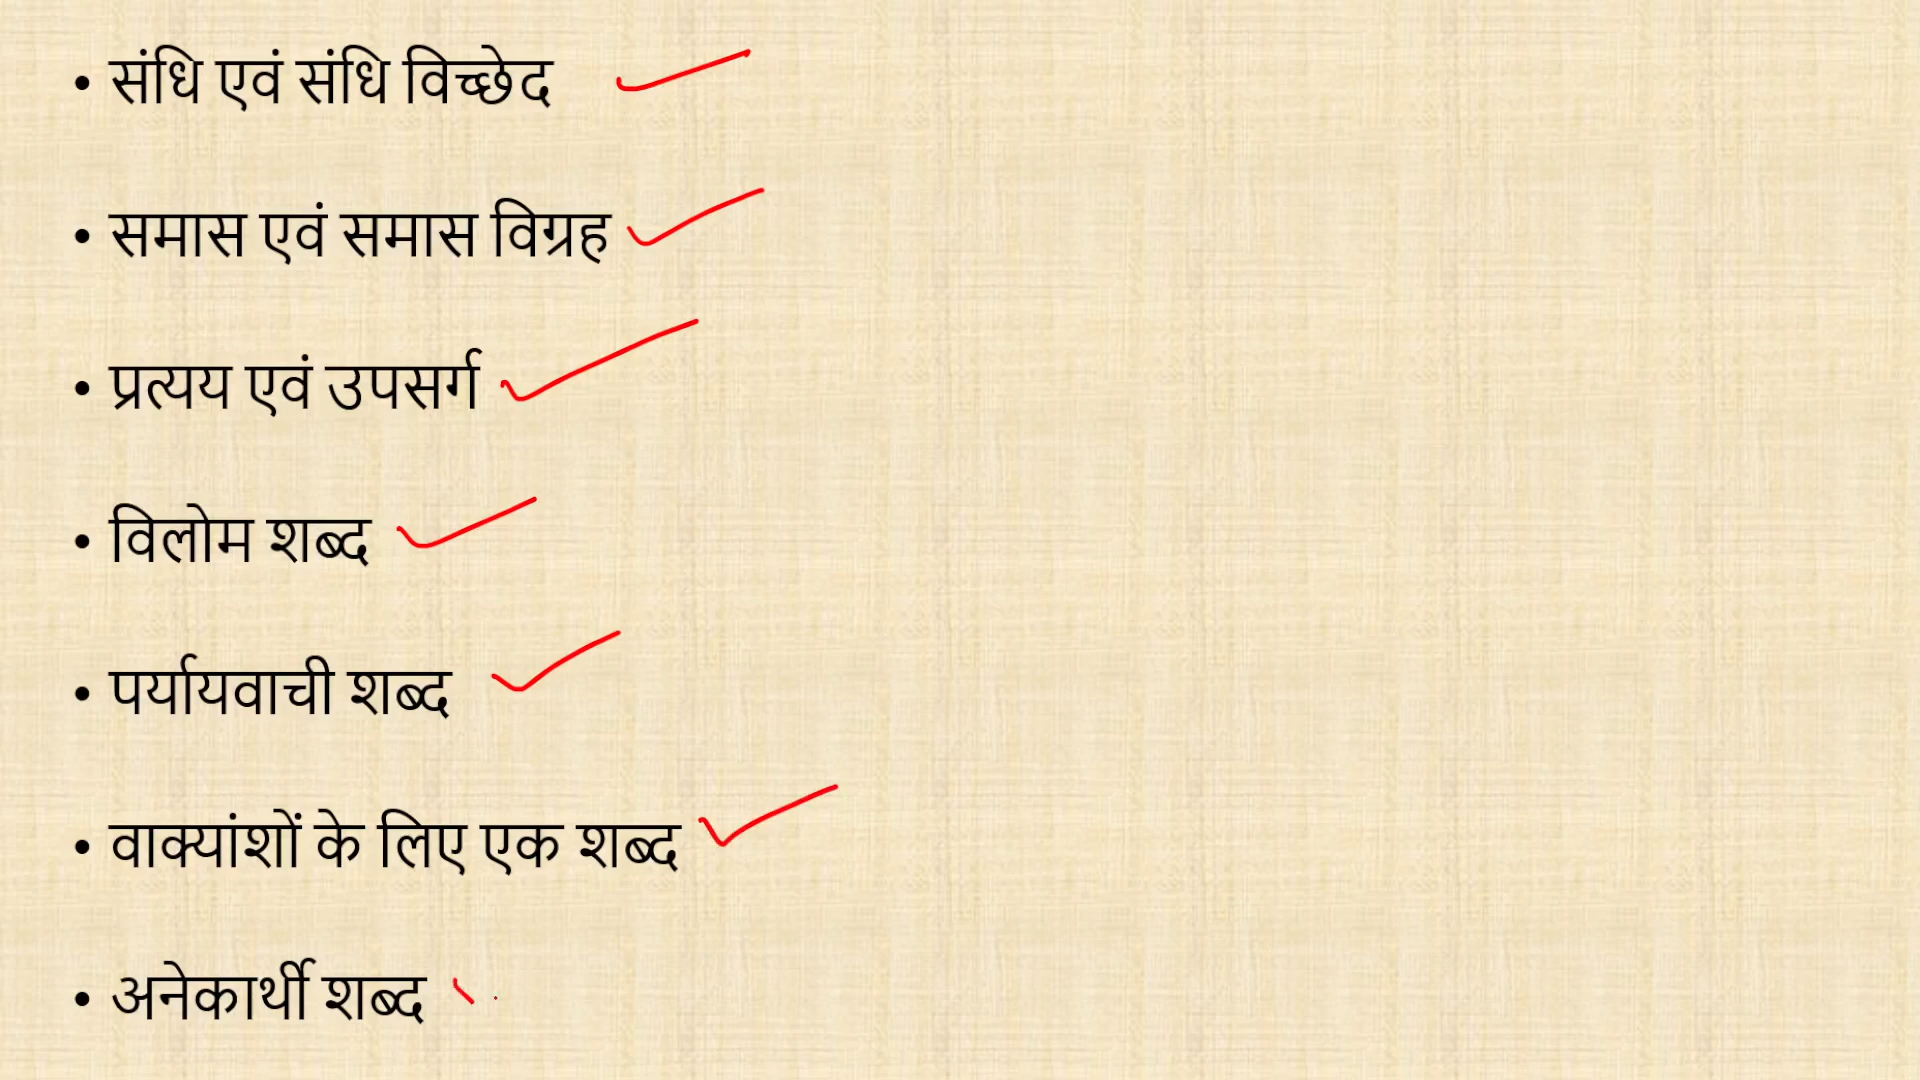 • संधि एवं संधि विच्छेद
• समास एवं समास विग्रह
• प्रत्यय एवं उपसर्ग
• विलोम शब्द
• पर्यायवाची शब्द
• वाक्यांशों के लिए एक शब्द
• अनेकार्थी शब्द